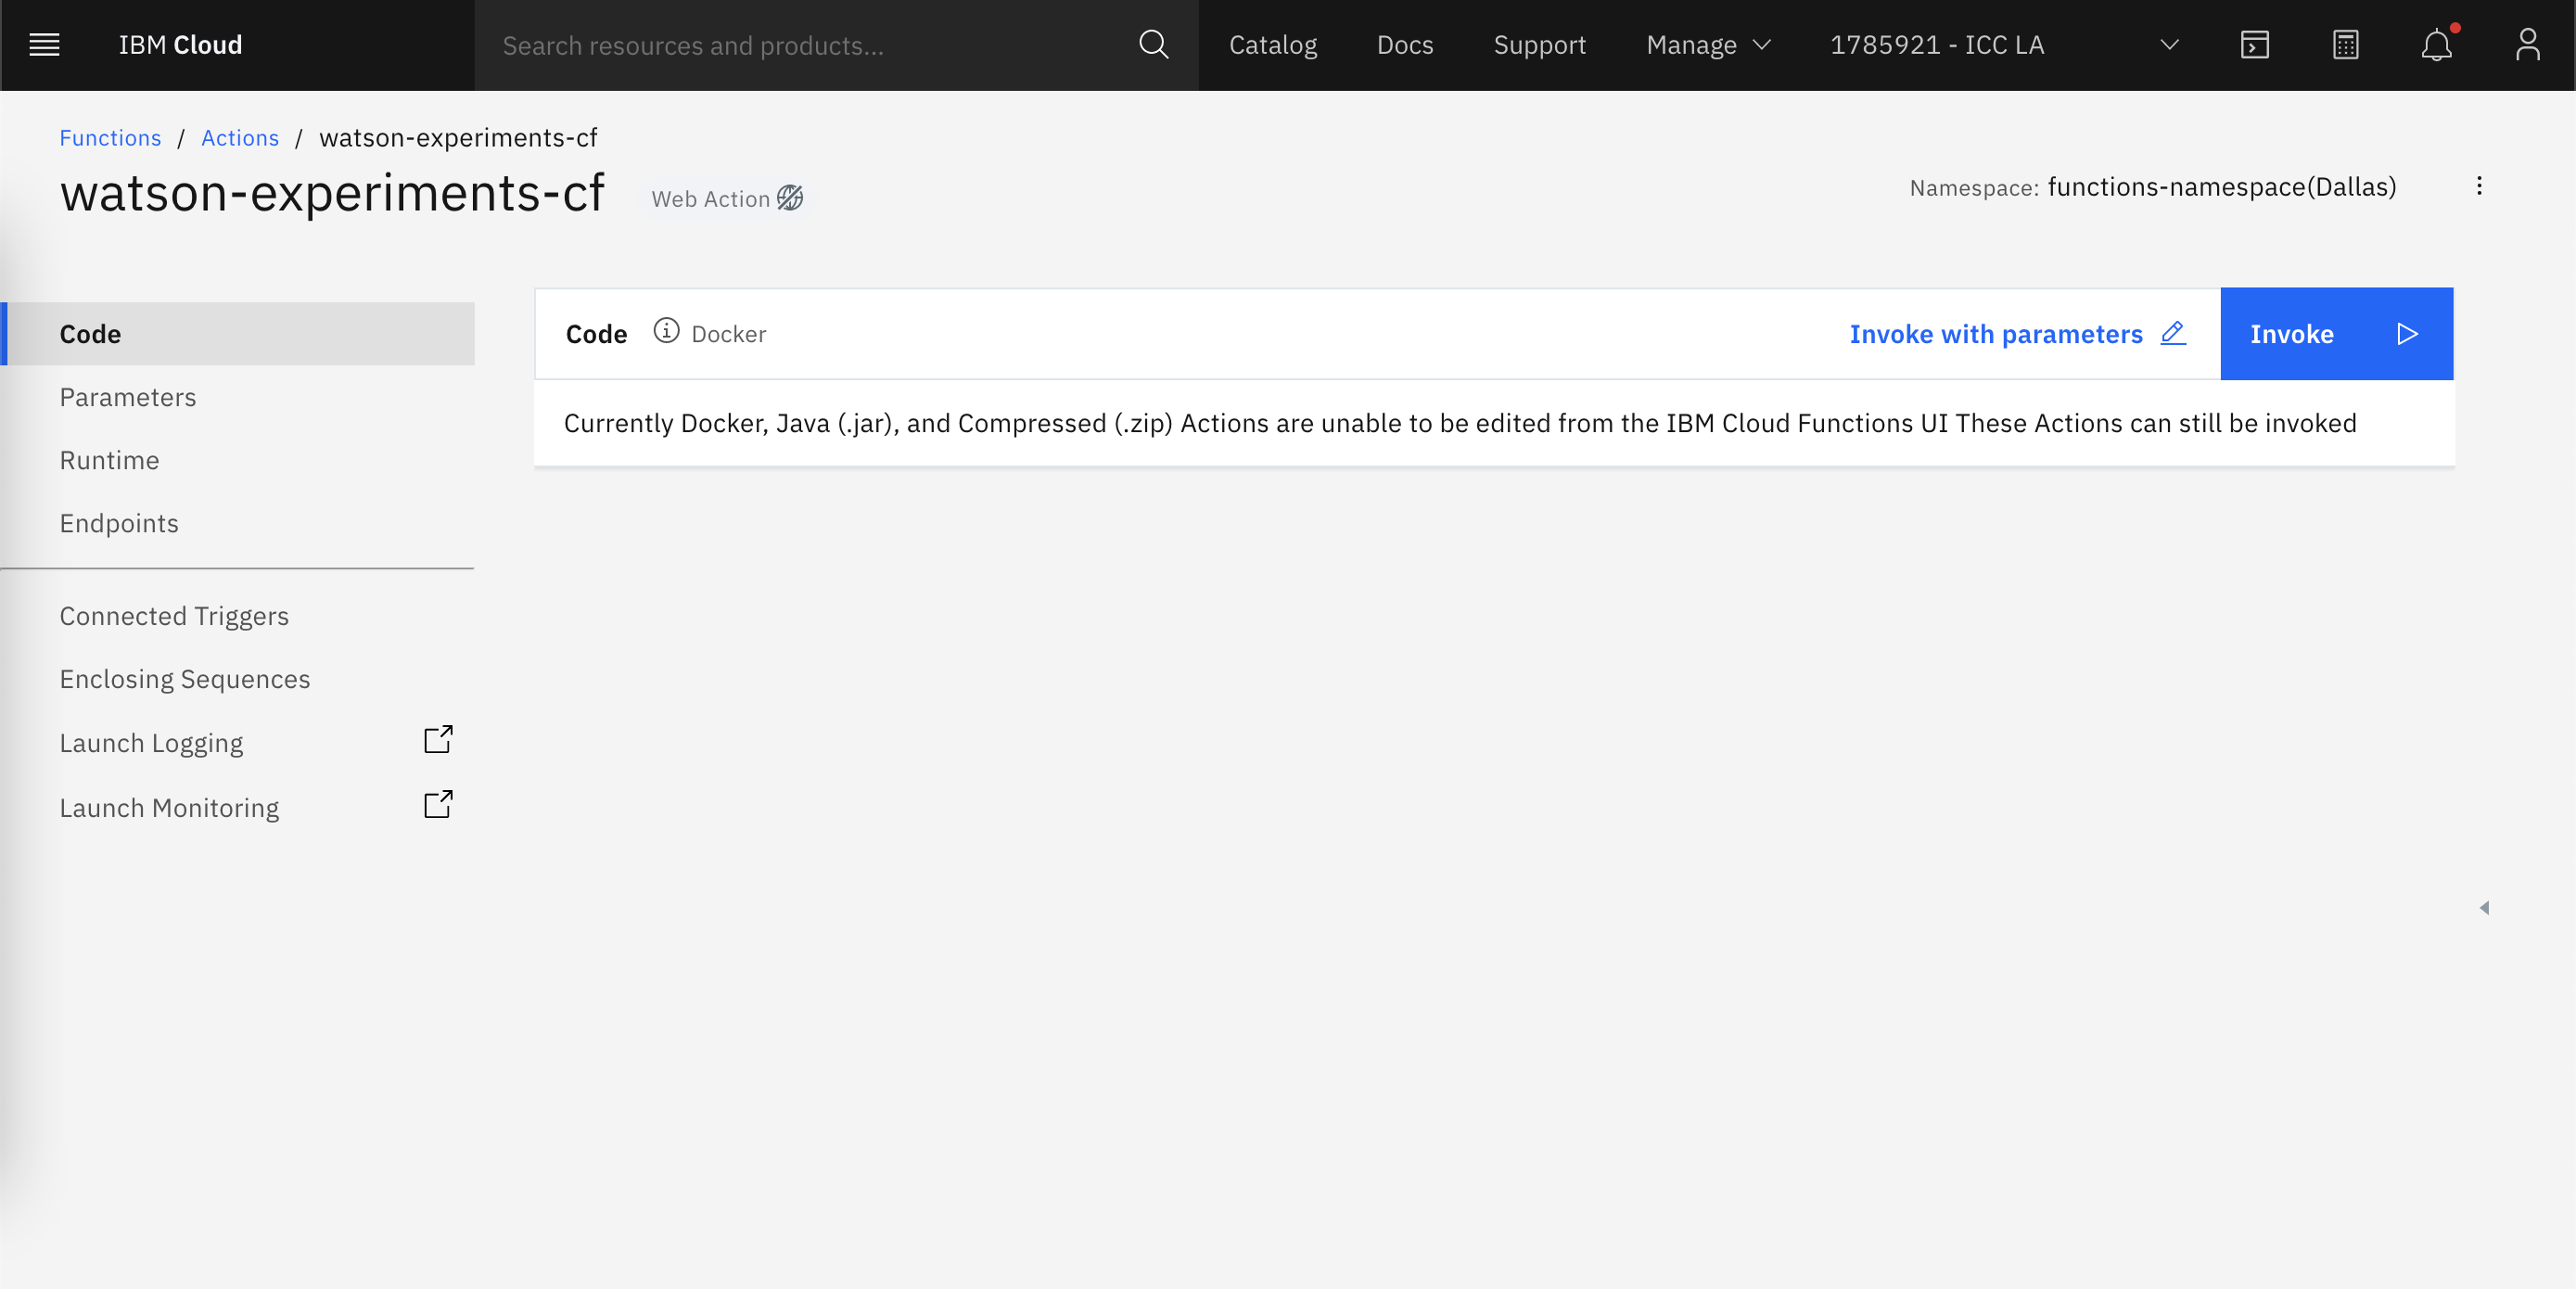 IBM Cloud
Search resources and products...
Catalog
Docs
Support
Manage
1785921 - ICC LA
Functions / Actions / watson-experiments-cf
watson-experiments-cf
Web Action
Namespace: functions-namespace(Dallas)
Code
Parameters
Runtime
Endpoints
Connected Triggers
Enclosing Sequences
Launch Logging
Launch Monitoring
Code
Docker
Invoke with parameters
Invoke
Currently Docker, Java (.jar), and Compressed (.zip) Actions are unable to be edited from the IBM Cloud Functions UI These Actions can still be invoked